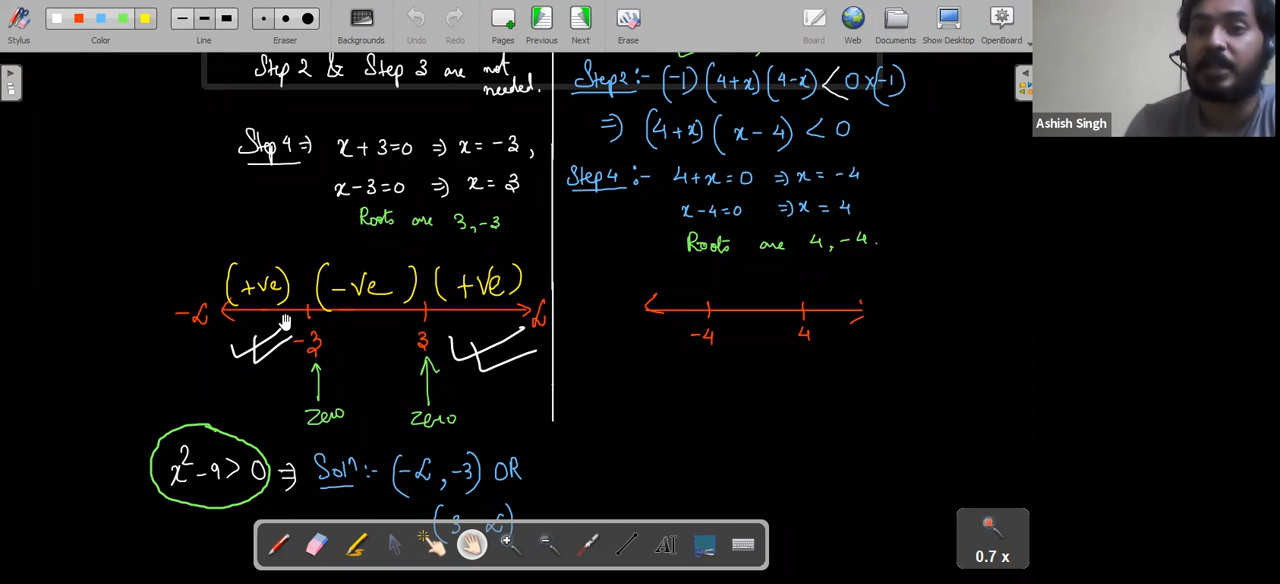 Stylus
Color
Line
Eraser
Backgrounds
Undo
Redo
Pages
Previous
Next
Erase
Board
Web
Documents
Show Desktop
OpenBoard
Ashish Singh
Step 2 & Step 3 are not
needed.
Step 4 ⇒ x + 3 = 0 ⇒ x = -3,
x - 3 = 0 ⇒ x = 3
Roots are 3, -3
(+ve) (-ve) (+ve)
-∞ ∞
-3 3
Zero Zero
x² - 9 > 0 ⇒ Solⁿ :- (-∞, -3) OR
(3 ∞)
Step 2 :- (-1) (4+x) (4-x) < 0 x (-1)
⇒ (4+x) (x-4) < 0
Step 4 :- 4+x = 0 ⇒ x = -4
x-4=0 ⇒ x = 4
Roots are 4, -4.
-4 4
0.7 x